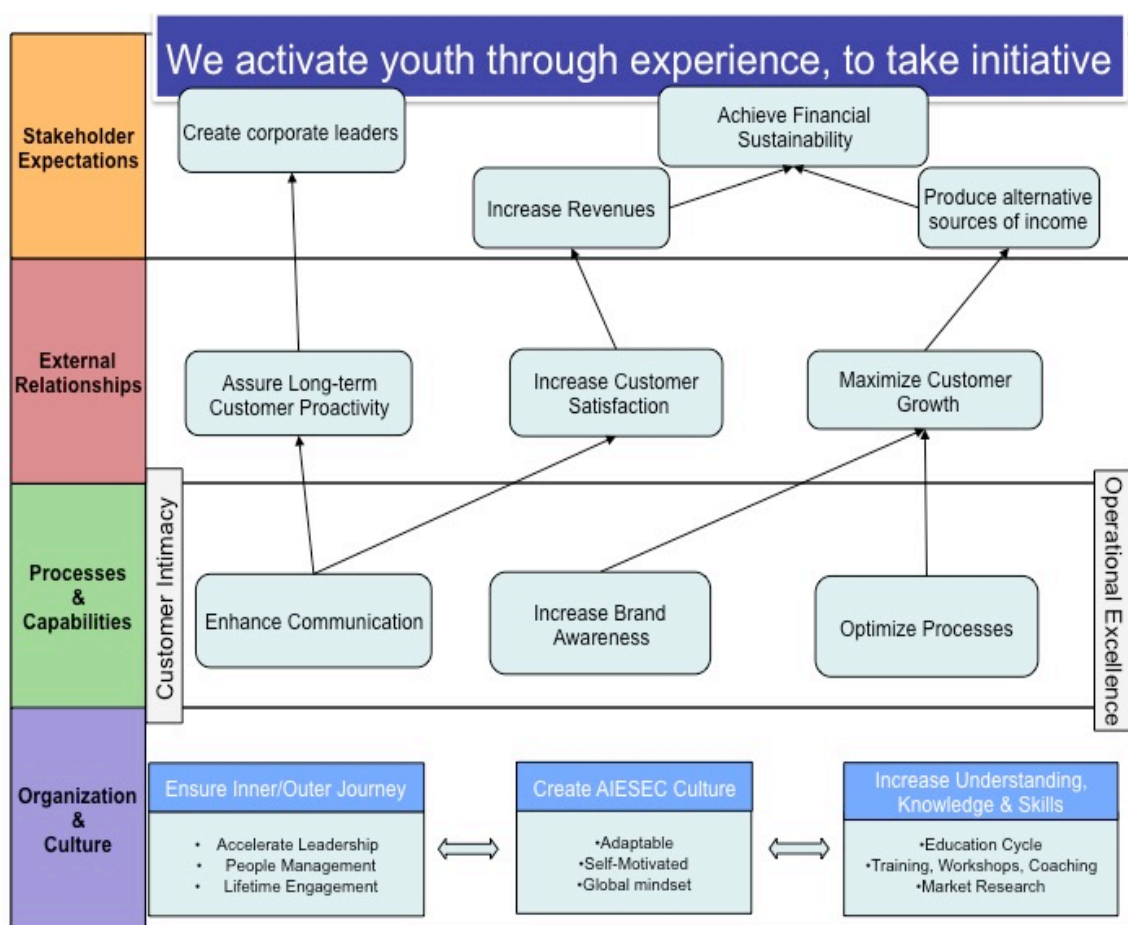 We activate youth through experience, to take initiative
Stakeholder
Expectations
Create corporate leaders
Achieve Financial
Sustainability
Increase Revenues
Produce alternative
sources of income
External
Relationships
Assure Long-term
Customer Proactivity
Increase Customer
Satisfaction
Maximize Customer
Growth
Customer Intimacy
Operational Excellence
Processes
&
Capabilities
Enhance Communication
Increase Brand
Awareness
Optimize Processes
Organization
&
Culture
Ensure Inner/Outer Journey
• Accelerate Leadership
• People Management
• Lifetime Engagement
Create AIESEC Culture
•Adaptable
•Self-Motivated
•Global mindset
Increase Understanding,
Knowledge & Skills
•Education Cycle
•Training, Workshops, Coaching
•Market Research